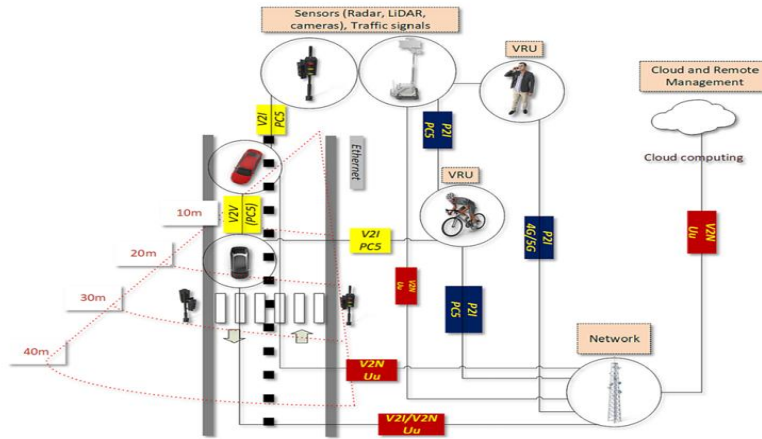 Sensors (Radar, LiDAR,
cameras), Traffic signals
VRU
Cloud and Remote
Management
Cloud computing
V2I
PC5
Ethernet
P2I
PC5
VRU
V2V
(PC5)
10m
V2I
PC5
P2I
4G/5G
V2N
Uu
20m
V2N
Uu
30m
P2I
PC5
Network
40m
V2N
Uu
V2I/V2N
Uu